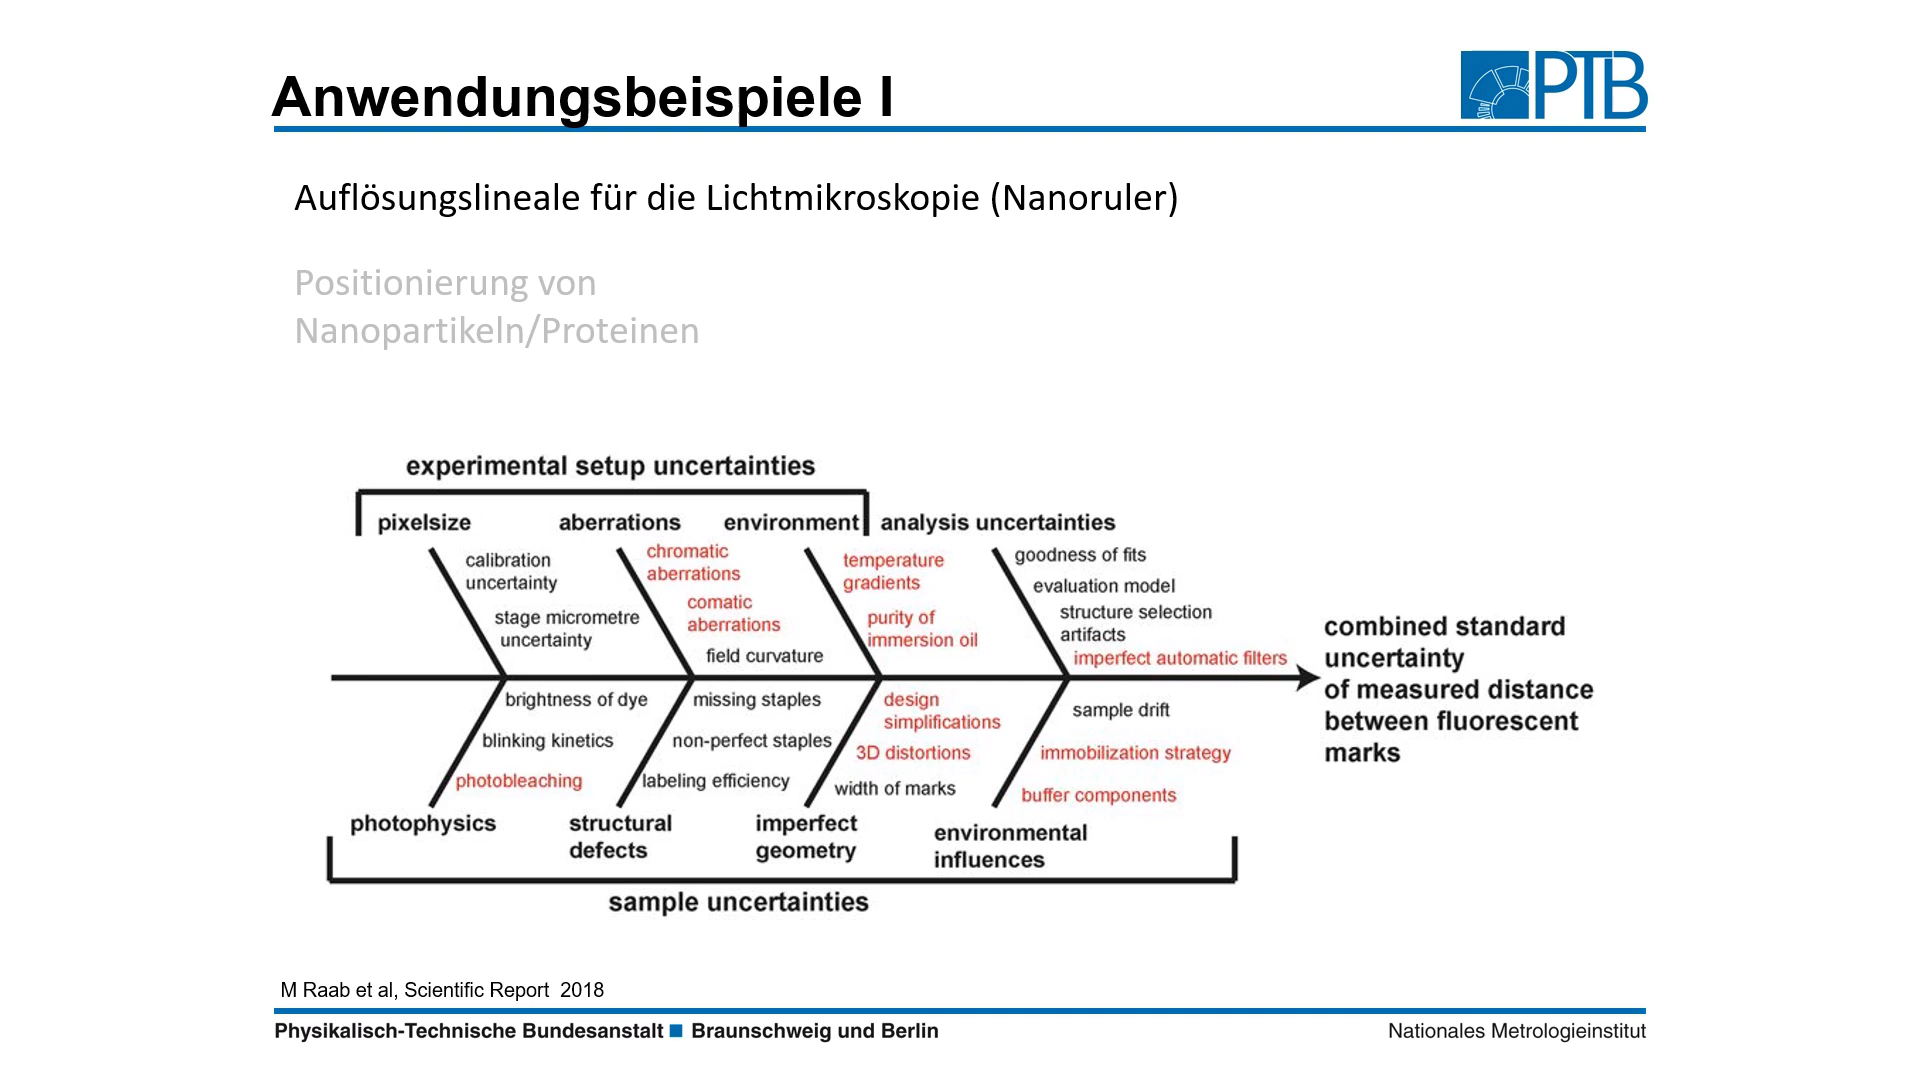 Anwendungsbeispiele I
PTB
Auflösungslineale für die Lichtmikroskopie (Nanoruler)
Positionierung von
Nanopartikeln/Proteinen
experimental setup uncertainties
pixelsize
aberrations
environment
analysis uncertainties
calibration
uncertainty
stage micrometre
uncertainty
chromatic
aberrations
comatic
aberrations
field curvature
temperature
gradients
purity of
immersion oil
goodness of fits
evaluation model
structure selection
artifacts
imperfect automatic filters
combined standard
uncertainty
of measured distance
between fluorescent
marks
brightness of dye
blinking kinetics
photobleaching
missing staples
non-perfect staples
labeling efficiency
design
simplifications
3D distortions
width of marks
sample drift
immobilization strategy
buffer components
photophysics
structural
defects
imperfect
geometry
environmental
influences
sample uncertainties
M Raab et al, Scientific Report 2018
Physikalisch-Technische Bundesanstalt ■ Braunschweig und Berlin
Nationales Metrologieinstitut